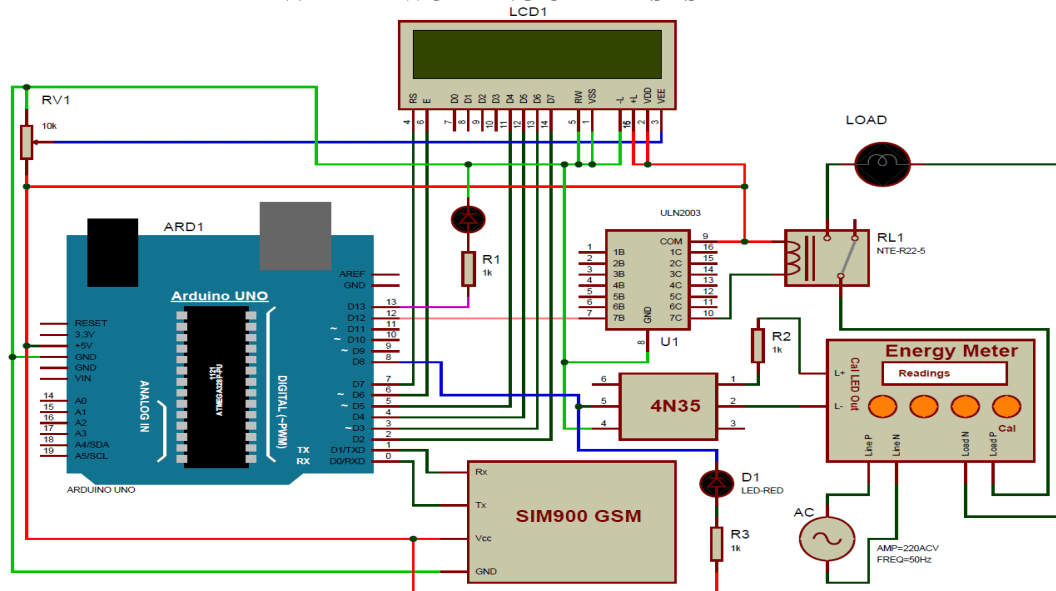 LCD1
RS
E
D0
D1
D2
D3
D4
D5
D6
D7
RW
VSS
-L
+L
VDD
VEE
4
6
7
8
9
10
11
12
13
14
5
1
16
15
2
3
RV1
10k
LOAD
ARD1
R1
1k
ULN2003
COM
1B
2B
3B
4B
5B
6B
7B
1C
2C
3C
4C
5C
6C
7C
GND
1
2
3
4
5
6
7
9
16
15
14
13
12
11
10
8
U1
RL1
NTE-R22-5
Arduino UNO
AREF
GND
D13
D12
~ D11
~ D10
~ D9
D8
D7
~ D6
~ D5
D4
~ D3
D2
TX D1/TXD
RX D0/RXD
13
12
11
10
9
8
7
6
5
4
3
2
1
0
RESET
3.3V
+5V
GND
GND
VIN
14 A0
15 A1
16 A2
17 A3
18 A4/SDA
19 A5/SCL
ANALOG IN
1121
ATMEGA328P-PU
DIGITAL (~PWM)
ARDUINO UNO
R2
1k
6
5
4
4N35
1
2
3
Energy Meter
Readings
Cal LED Out
L+
L-
Cal
Line P
Line N
Load N
Load P
SIM900 GSM
Rx
Tx
Vcc
GND
D1
LED-RED
R3
1k
AC
AMP=220ACV
FREQ=50Hz